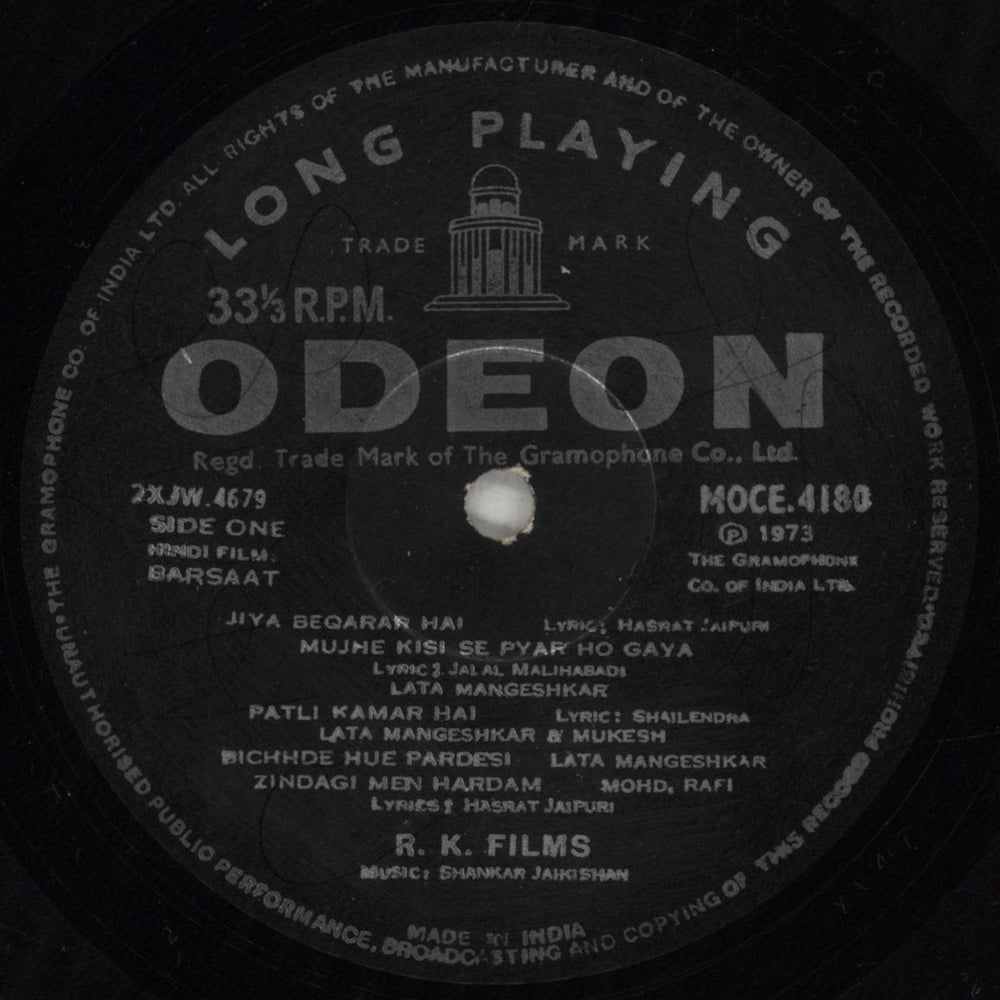 THE GRAMOPHONE CO. OF INDIA LTD. ALL RIGHTS OF THE MANUFACTURER AND OF THE OWNER OF THE RECORDED WORK RESERVED.
UNAUTHORISED PUBLIC PERFORMANCE, BROADCASTING AND COPYING OF THIS RECORD PROHIBITED
LONG PLAYING
TRADE MARK
33⅓ R.P.M.
ODEON
Regd. Trade Mark of The Gramophone Co., Ltd.
2XJW.4679 MOCE.4180
SIDE ONE Ⓟ 1973
HINDI FILM: THE GRAMOPHONE
BARSAAT CO. OF INDIA LTD.
JIYA BEQARAR HAI LYRIC: HASRAT JAIPURI
MUJHE KISI SE PYAR HO GAYA
LYRIC: JALAL MALIHABADI
LATA MANGESHKAR
PATLI KAMAR HAI LYRIC: SHAILENDRA
LATA MANGESHKAR & MUKESH
BICHHDE HUE PARDESI LATA MANGESHKAR
ZINDAGI MEN HARDAM MOHD. RAFI
LYRICS: HASRAT JAIPURI
R. K. FILMS
MUSIC: SHANKAR JAIKISHAN
MADE IN INDIA